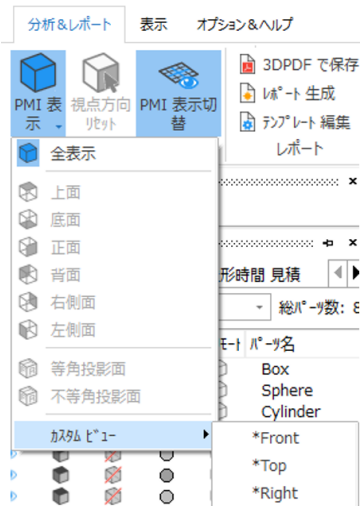 分析&レポート 表示 オプション&ヘルプ
PMI 表示
視点方向 リセット
PMI 表示切替
3DPDF で保存
レポート 生成
テンプレート 編集
レポート
全表示
上面
底面
正面
背面
右側面
左側面
等角投影面
不等角投影面
カスタム ビュー
形時間 見積
総パーツ数: 8
モート パーツ名
Box
Sphere
Cylinder
*Front
*Top
*Right